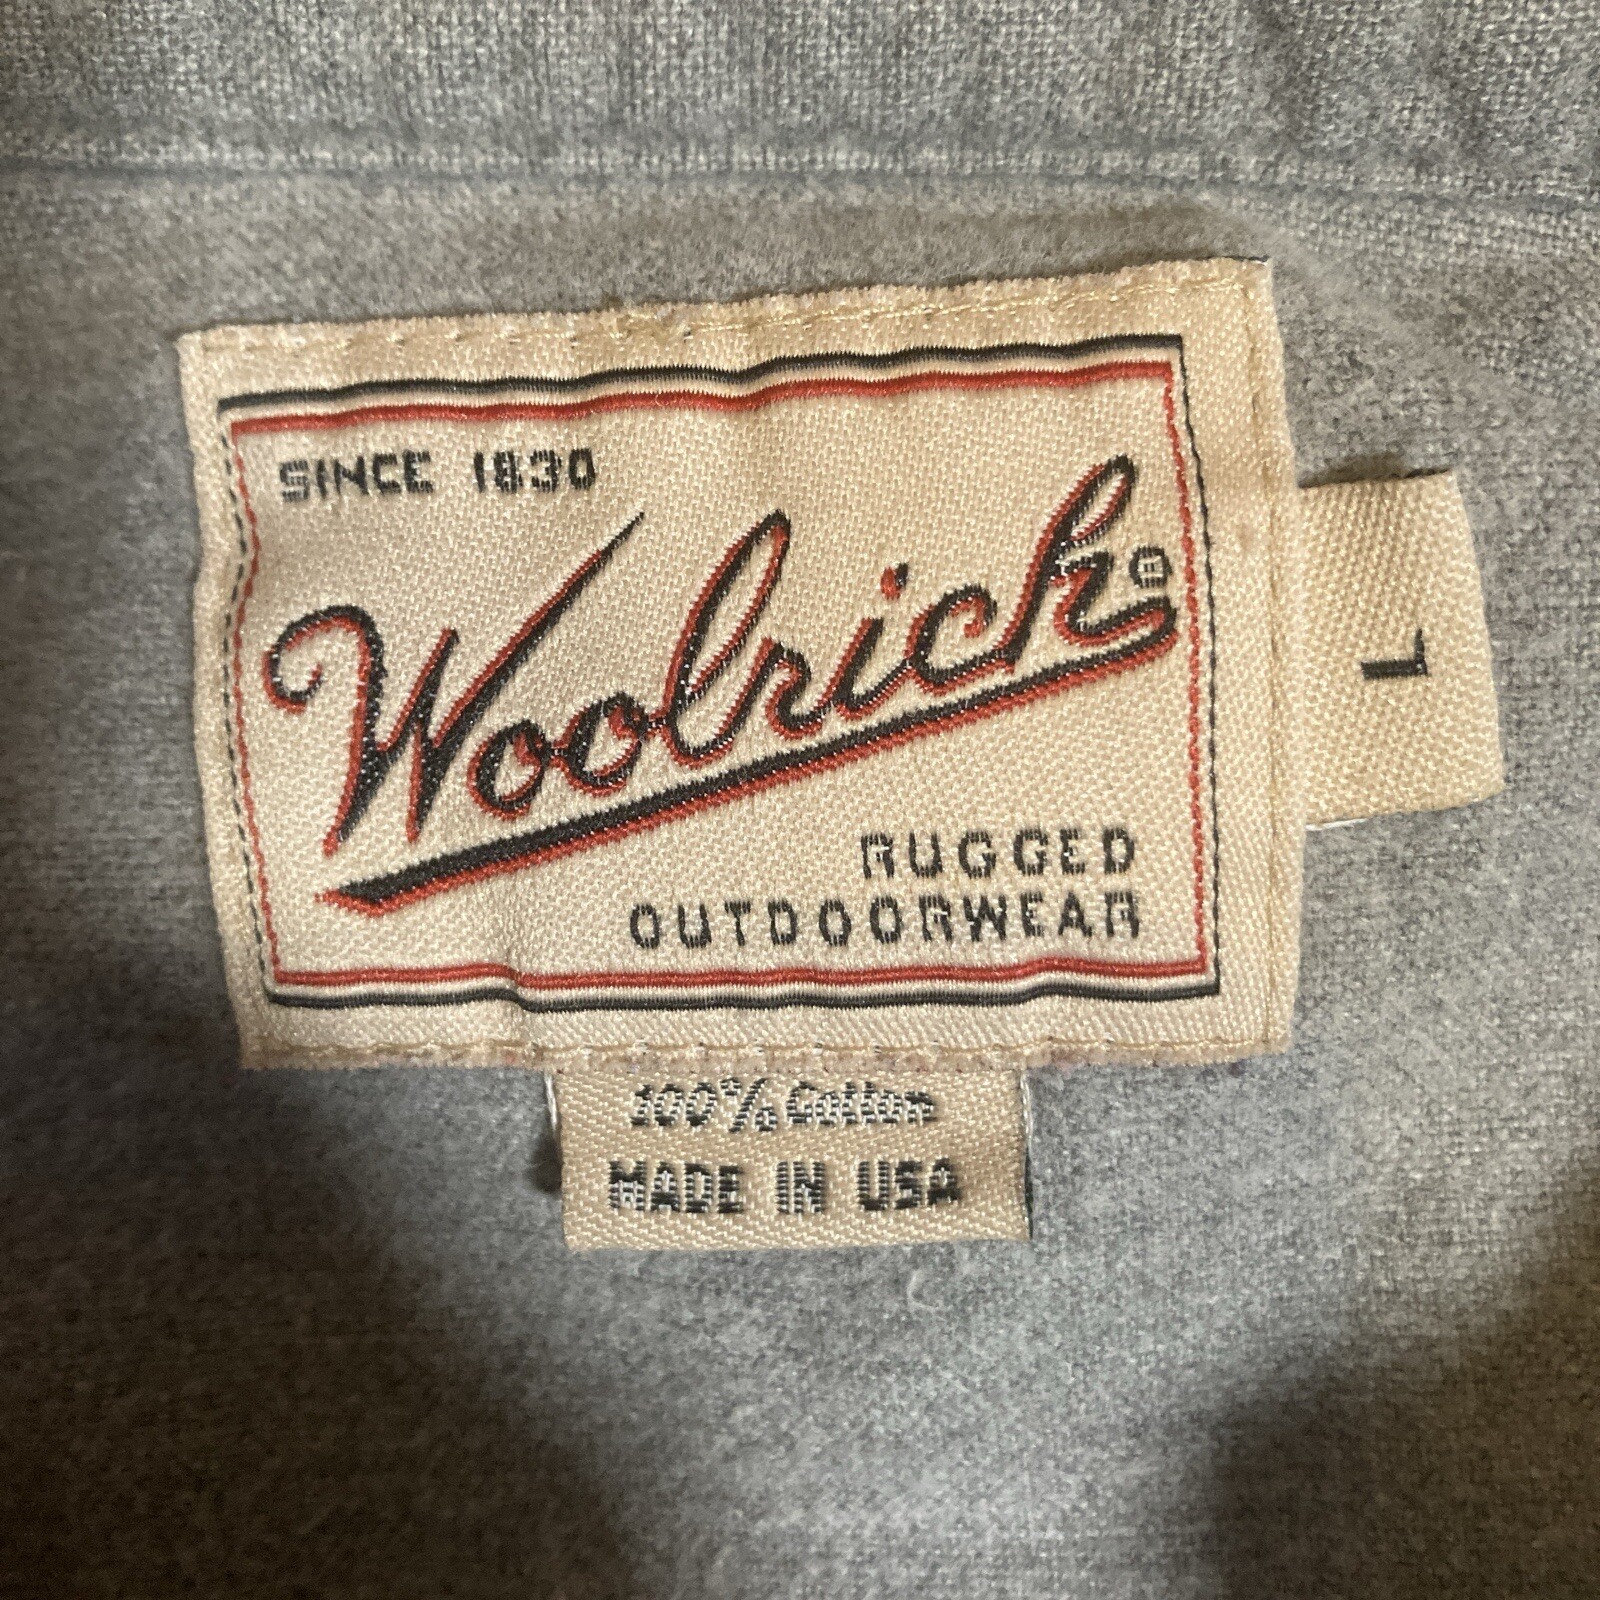 SINCE 1830
Woolrich®
RUGGED
OUTDOORWEAR
L
100% Cotton
MADE IN USA